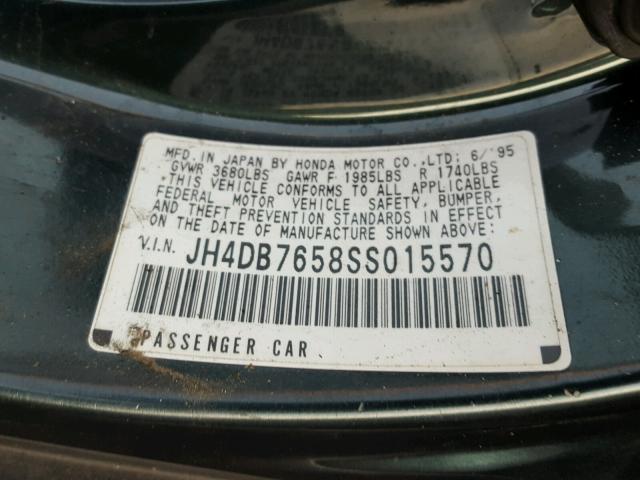 MFD. IN JAPAN BY HONDA MOTOR CO.,LTD: 6/'95
GVWR 3680LBS GAWR F 1985LBS R 1740LBS
*THIS VEHICLE CONFORMS TO ALL APPLICABLE
FEDERAL MOTOR VEHICLE SAFETY, BUMPER,
AND THEFT PREVENTION STANDARDS IN EFFECT
ON THE DATE OF MANUFACTURE SHOWN ABOVE:
V.I.N. JH4DB7658SS015570
PASSENGER CAR